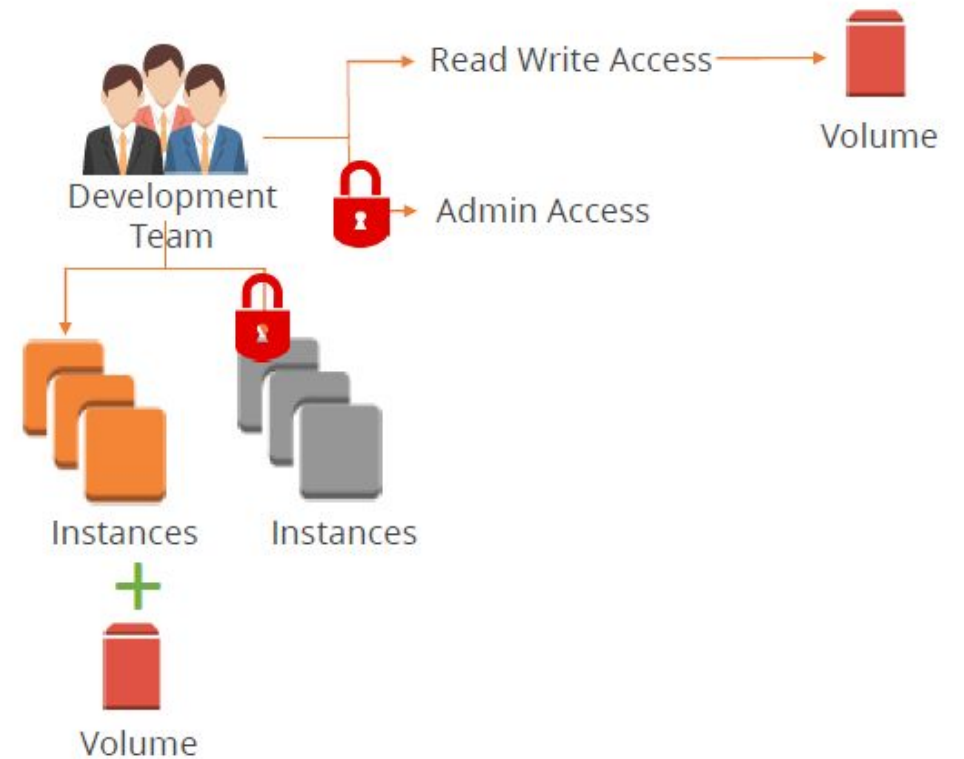 Read Write Access
Volume
Development
Team
Admin Access
Instances
Instances
Volume